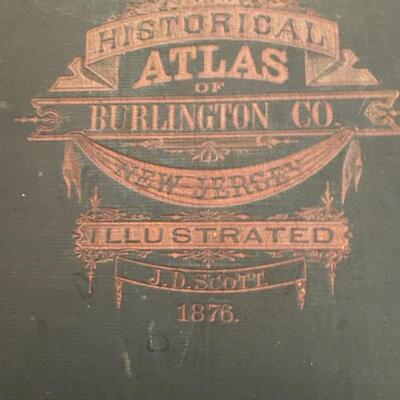 HISTORICAL
ATLAS
OF
BURLINGTON CO.
NEW-JERSEY
ILLUSTRATED
J. D. SCOTT
1876.